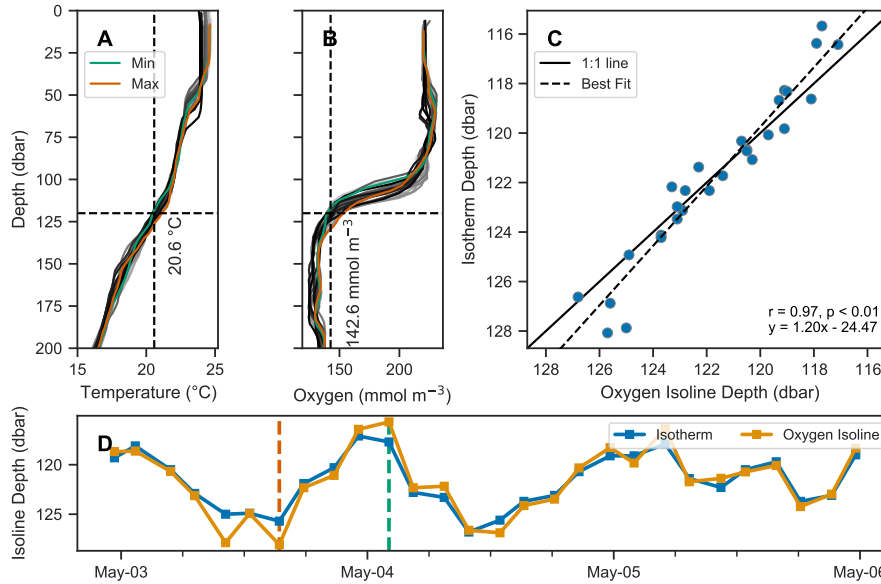 0
25
50
75
100
125
150
175
200
Depth (dbar)
A
Min
Max
20.6 °C
15
20
25
Temperature (°C)
B
142.6 mmol m⁻³
150
200
Oxygen (mmol m⁻³)
116
118
120
122
124
126
128
Isotherm Depth (dbar)
C
1:1 line
Best Fit
r = 0.97, p < 0.01
y = 1.20x - 24.47
128
126
124
122
120
118
116
Oxygen Isoline Depth (dbar)
Isoline Depth (dbar)
120
125
D
Isotherm
Oxygen Isoline
May-03
May-04
May-05
May-06